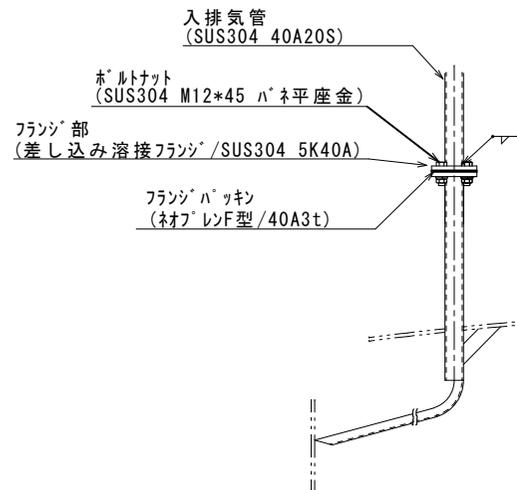 入排気管
(SUS304 40A20S)
ﾎﾞﾙﾄﾅｯﾄ
(SUS304 M12*45 ﾊﾞﾈ平座金)
ﾌﾗﾝｼﾞ部
(差し込み溶接ﾌﾗﾝｼﾞ/SUS304 5K40A)
ﾌﾗﾝｼﾞﾊﾟｯｷﾝ
(ﾈｵﾌﾟﾚﾝF型/40A3t)